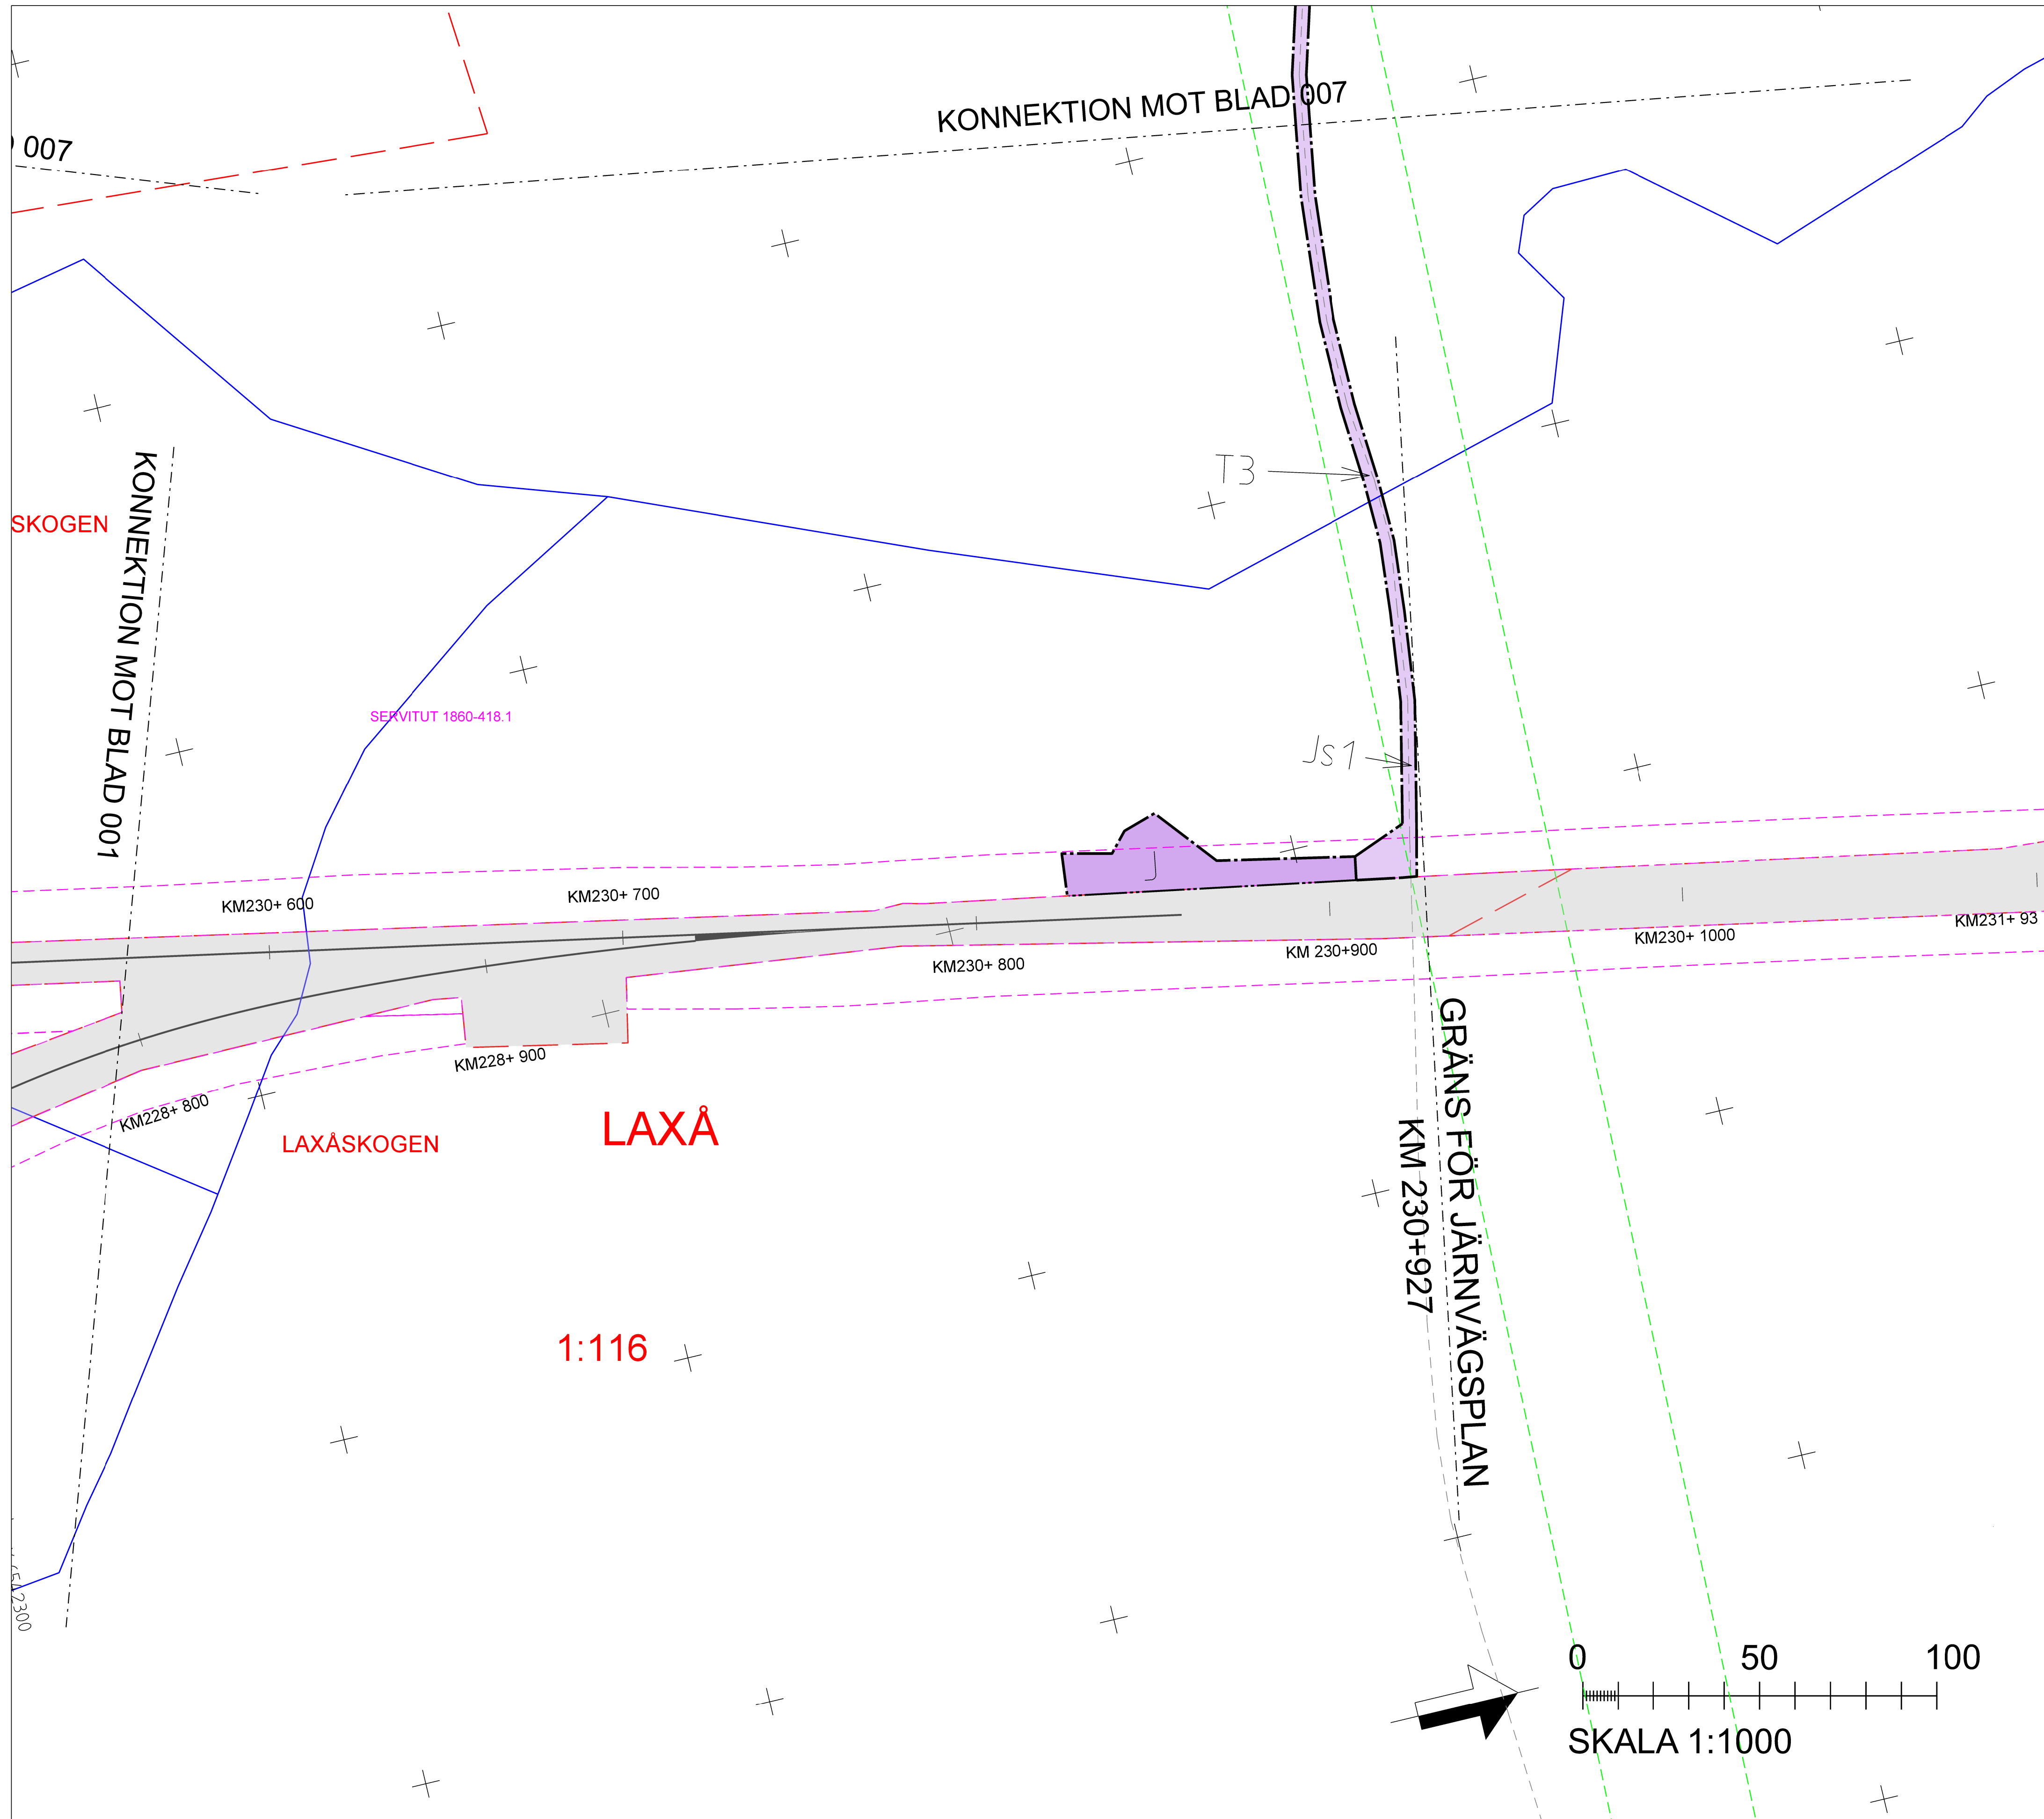 KONNEKTION MOT BLAD 007
007
T3
SKOGEN
KONNEKTION MOT BLAD 001
SERVITUT 1860-418.1
Js1
J
KM230+ 600
KM230+ 700
KM230+ 800
KM 230+900
KM230+ 1000
KM231+ 93
KM228+ 800
KM228+ 900
LAXÅSKOGEN
LAXÅ
1:116
GRÄNS FÖR JÄRNVÄGSPLAN
KM 230+927
0 50 100
SKALA 1:1000